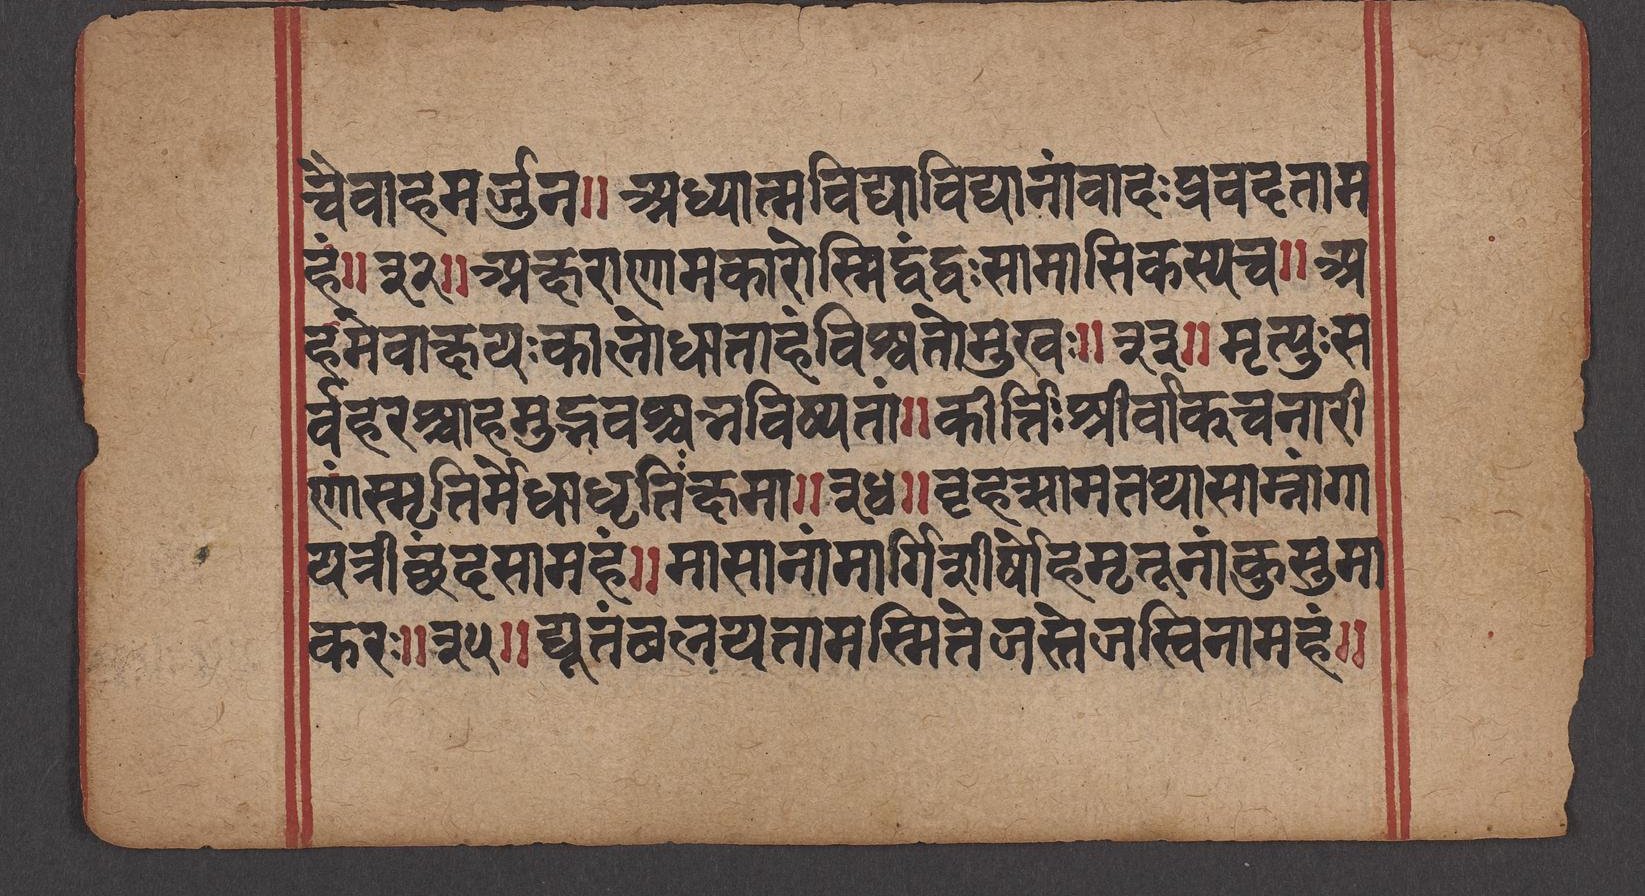 चैवाहमर्जुन॥ अध्यात्मविद्याविद्यानांवादःप्रवदताम
हं॥३२॥अक्षराणामकारोस्मिद्वंद्वःसामासिकस्यच॥अ
हमेवाक्षयःकालोधाताहंविश्वतोमुखः॥३३॥मृत्युःस
र्वहरश्चाहमुद्भवश्चभविष्यतां॥कीर्त्तिःश्रीर्वाक्चनारी
णांस्मृतिर्मेधाधृतिःक्षमा॥३४॥वृहत्सामतथासाम्नांगा
यत्रीछंदसामहं॥मासानांमार्गशिर्षोहमृतूनांकुसुमा
करः॥३५॥द्यूतंछलयतामस्मितेजस्तेजस्विनामहं॥